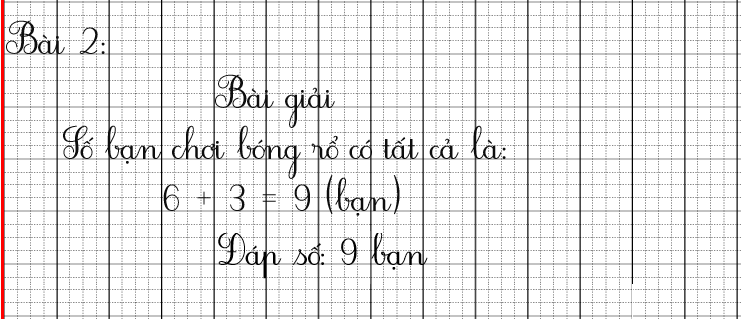 Bài 2:
Bài giải
Số bạn chơi bóng rổ có tất cả là:
6 + 3 = 9 (bạn)
Đáp số: 9 bạn